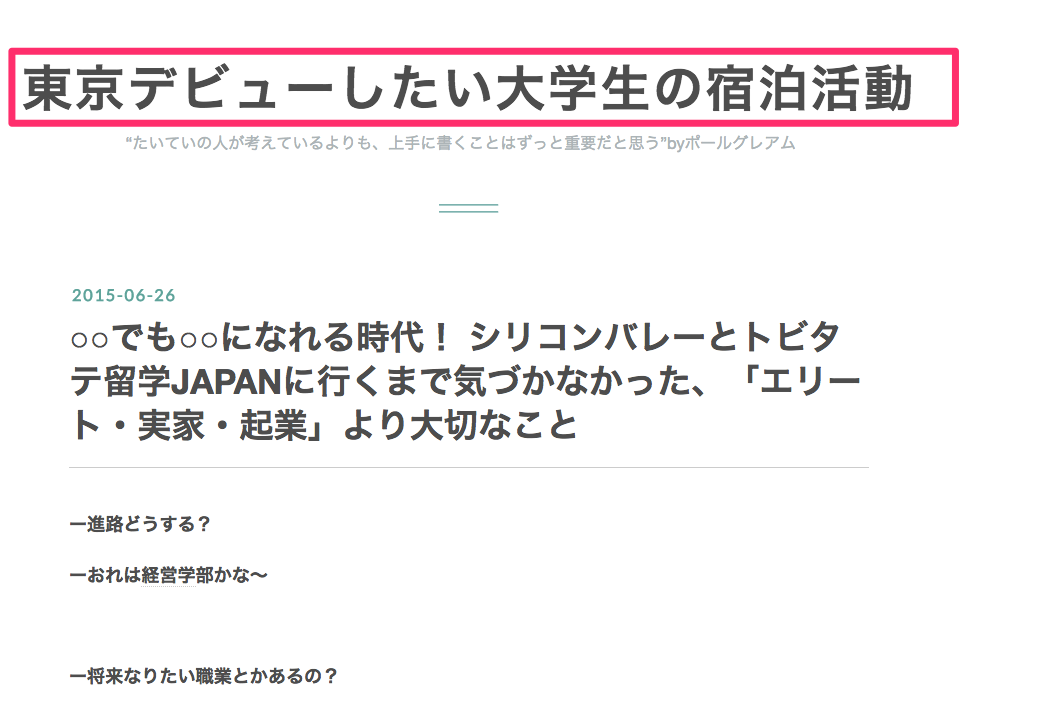 東京デビューしたい大学生の宿泊活動
“たいていの人が考えているよりも、上手に書くことはずっと重要だと思う”byポールグレアム
2015-06-26
○○でも○○になれる時代！ シリコンバレーとトビタ
テ留学JAPANに行くまで気づかなかった、「エリー
ト・実家・起業」より大切なこと
ー進路どうする？
ーおれは経営学部かな〜
ー将来なりたい職業とかあるの？